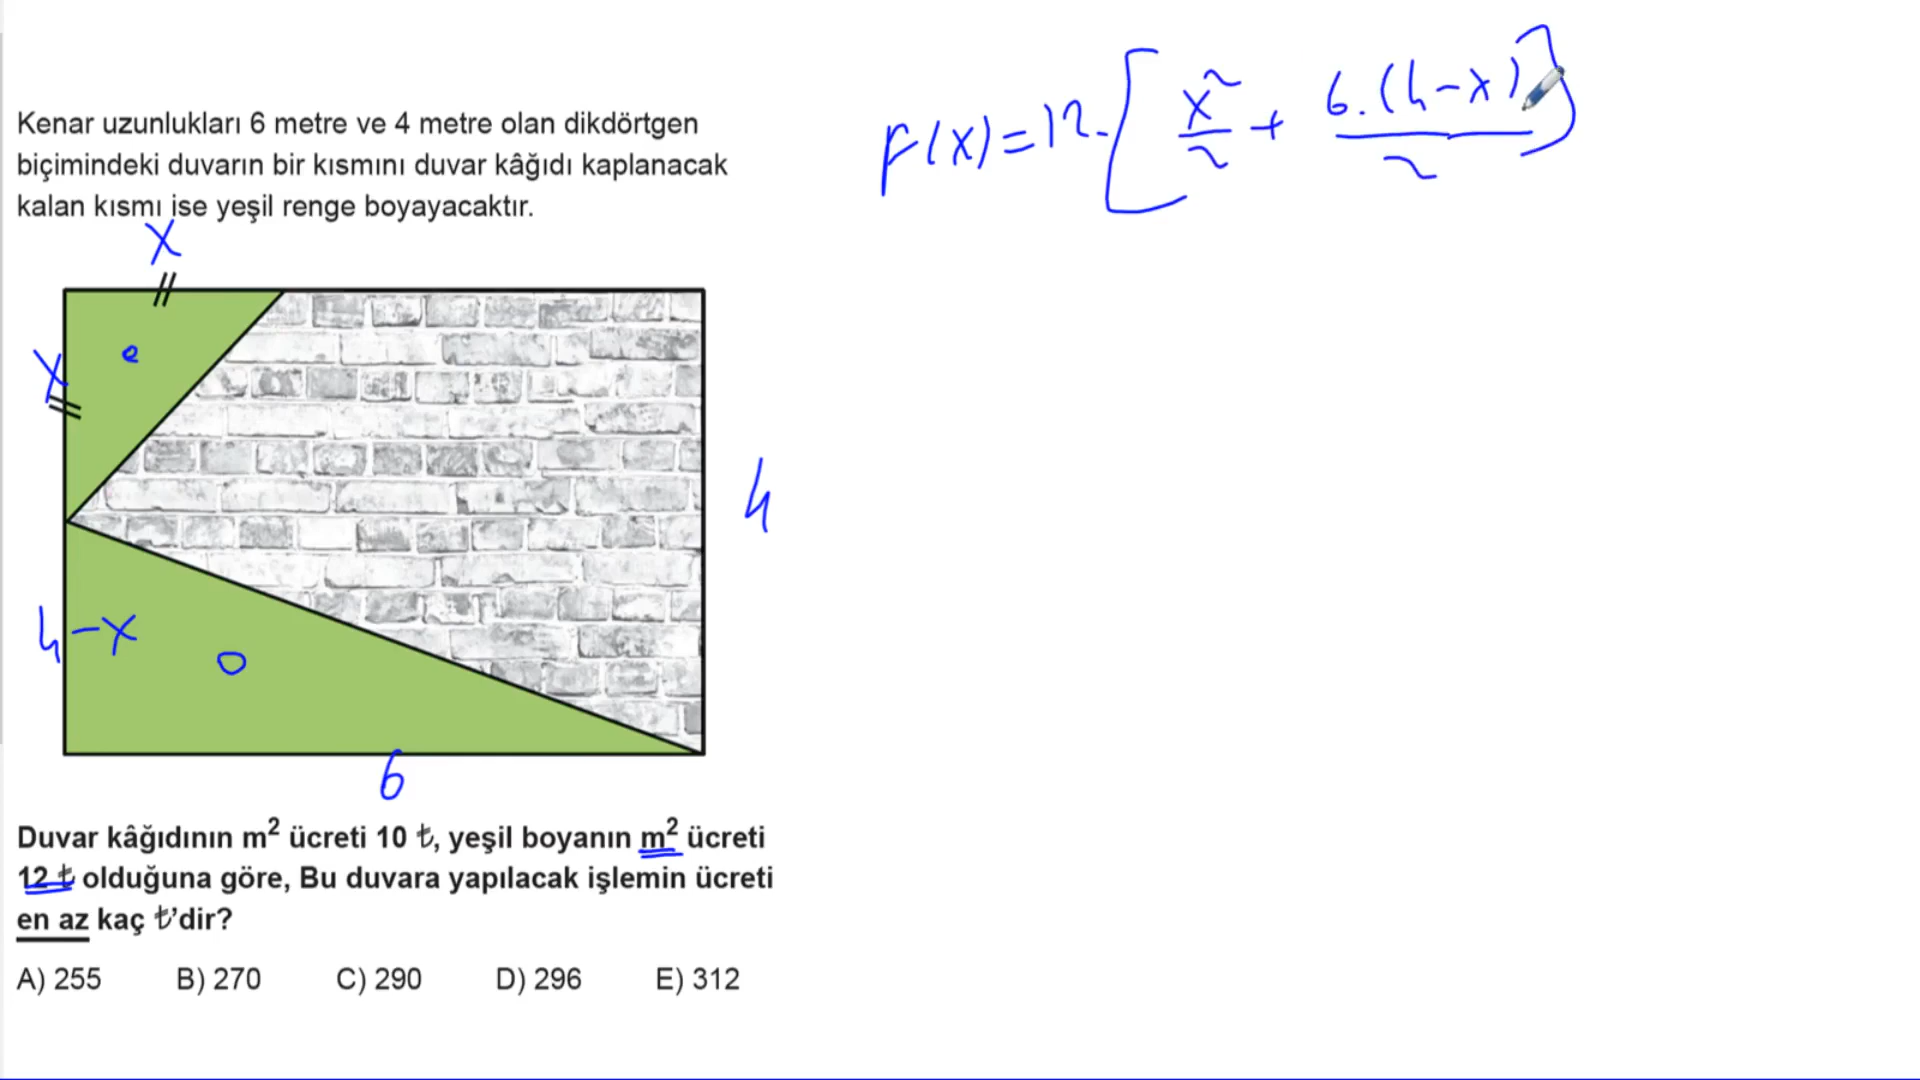 F(x)=12.[x²/2 + 6.(4-x)/2]
Kenar uzunlukları 6 metre ve 4 metre olan dikdörtgen
biçimindeki duvarın bir kısmını duvar kâğıdı kaplanacak
kalan kısmı ise yeşil renge boyayacaktır.
x
x
4
4-x
6
Duvar kâğıdının m² ücreti 10 ₺, yeşil boyanın m² ücreti
12 ₺ olduğuna göre, Bu duvara yapılacak işlemin ücreti
en az kaç ₺'dir?
A) 255 B) 270 C) 290 D) 296 E) 312